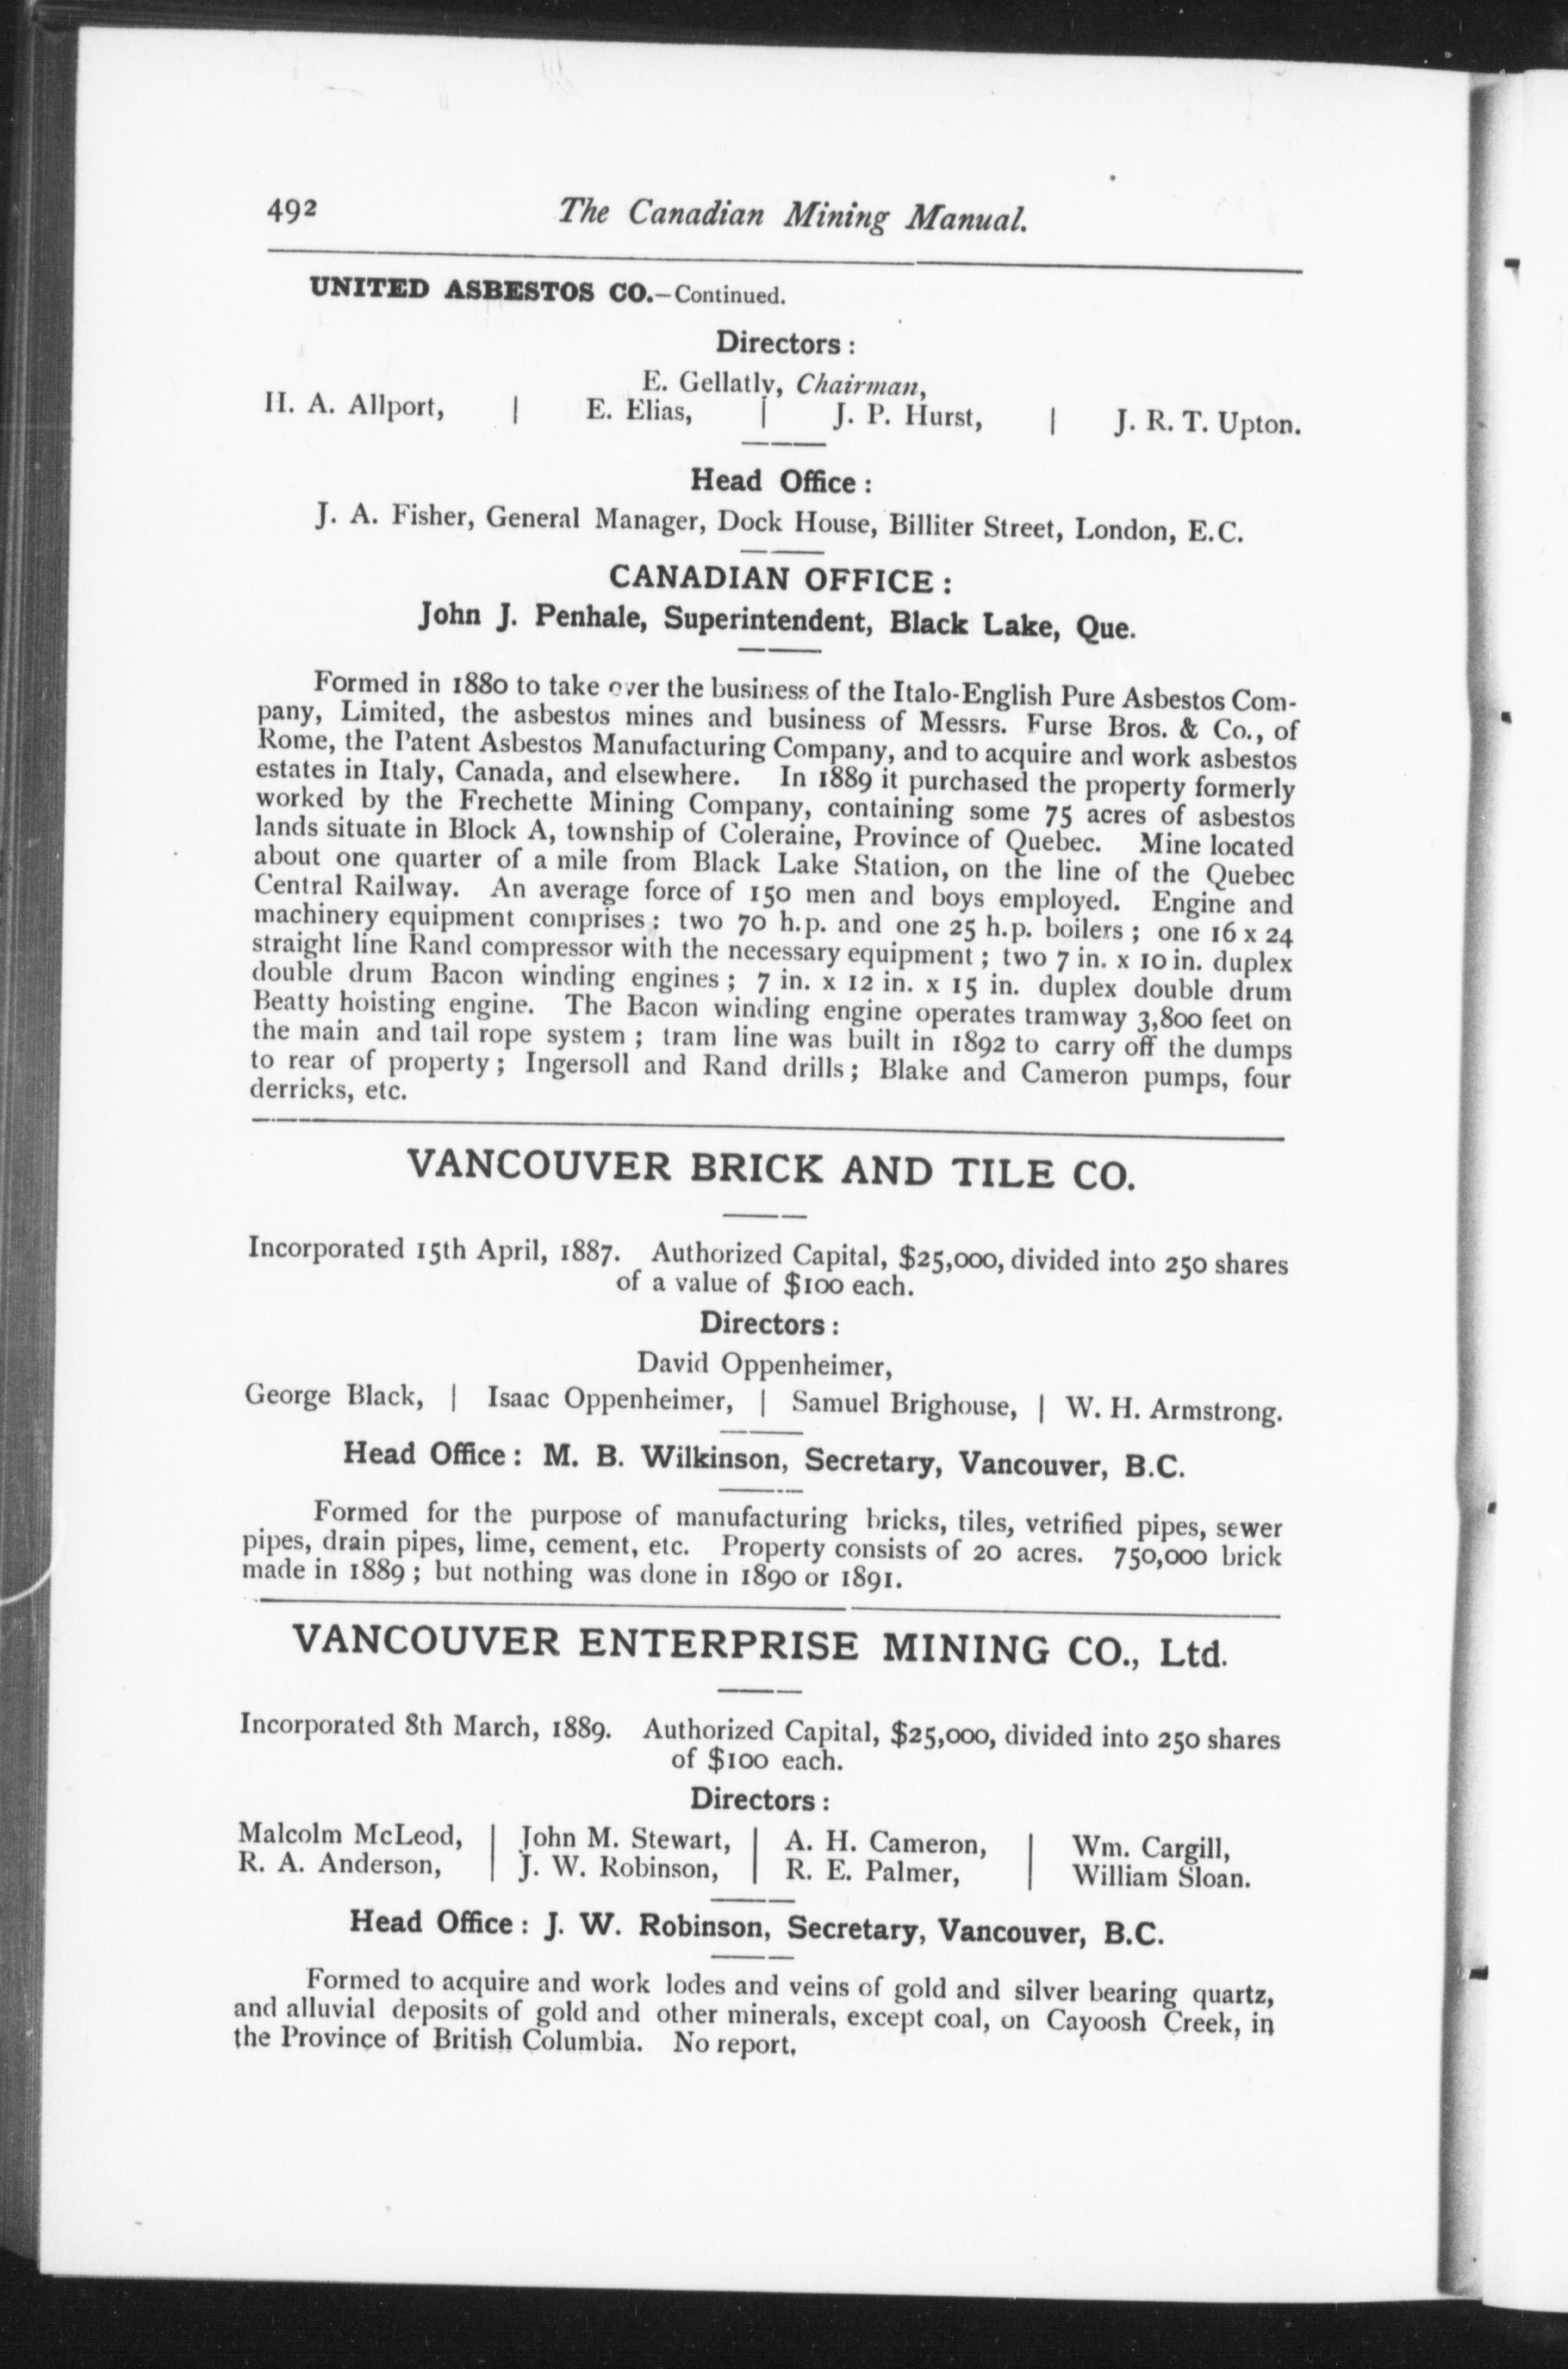 492 The Canadian Mining Manual.
UNITED ASBESTOS CO.—Continued.
Directors :
E. Gellatly, Chairman,
H. A. Allport, | E. Elias, | J. P. Hurst, | J. R. T. Upton.
Head Office :
J. A. Fisher, General Manager, Dock House, Billiter Street, London, E.C.
CANADIAN OFFICE :
John J. Penhale, Superintendent, Black Lake, Que.
Formed in 1880 to take over the business of the Italo-English Pure Asbestos Com-
pany, Limited, the asbestos mines and business of Messrs. Furse Bros. & Co., of
Rome, the Patent Asbestos Manufacturing Company, and to acquire and work asbestos
estates in Italy, Canada, and elsewhere. In 1889 it purchased the property formerly
worked by the Frechette Mining Company, containing some 75 acres of asbestos
lands situate in Block A, township of Coleraine, Province of Quebec. Mine located
about one quarter of a mile from Black Lake Station, on the line of the Quebec
Central Railway. An average force of 150 men and boys employed. Engine and
machinery equipment comprises : two 70 h.p. and one 25 h.p. boilers ; one 16 x 24
straight line Rand compressor with the necessary equipment ; two 7 in. x 10 in. duplex
double drum Bacon winding engines ; 7 in. x 12 in. x 15 in. duplex double drum
Beatty hoisting engine. The Bacon winding engine operates tramway 3,800 feet on
the main and tail rope system ; tram line was built in 1892 to carry off the dumps
to rear of property ; Ingersoll and Rand drills ; Blake and Cameron pumps, four
derricks, etc.
VANCOUVER BRICK AND TILE CO.
Incorporated 15th April, 1887. Authorized Capital, $25,000, divided into 250 shares
of a value of $100 each.
Directors :
David Oppenheimer,
George Black, | Isaac Oppenheimer, | Samuel Brighouse, | W. H. Armstrong.
Head Office : M. B. Wilkinson, Secretary, Vancouver, B.C.
Formed for the purpose of manufacturing bricks, tiles, vetrified pipes, sewer
pipes, drain pipes, lime, cement, etc. Property consists of 20 acres. 750,000 brick
made in 1889 ; but nothing was done in 1890 or 1891.
VANCOUVER ENTERPRISE MINING CO., Ltd.
Incorporated 8th March, 1889. Authorized Capital, $25,000, divided into 250 shares
of $100 each.
Directors :
Malcolm McLeod, | John M. Stewart, | A. H. Cameron, | Wm. Cargill,
R. A. Anderson, | J. W. Robinson, | R. E. Palmer, | William Sloan.
Head Office : J. W. Robinson, Secretary, Vancouver, B.C.
Formed to acquire and work lodes and veins of gold and silver bearing quartz,
and alluvial deposits of gold and other minerals, except coal, on Cayoosh Creek, in
the Province of British Columbia. No report.